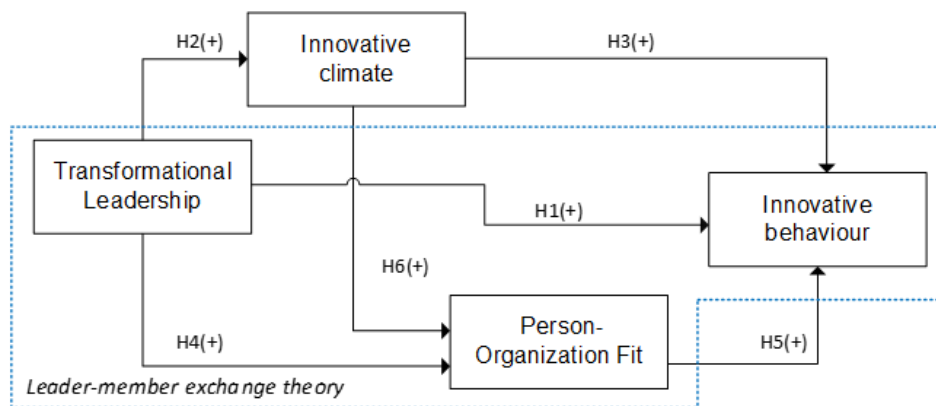 H2(+)
Innovative
climate
H3(+)
Transformational
Leadership
H1(+)
Innovative
behaviour
H6(+)
H4(+)
Person-
Organization Fit
H5(+)
Leader-member exchange theory